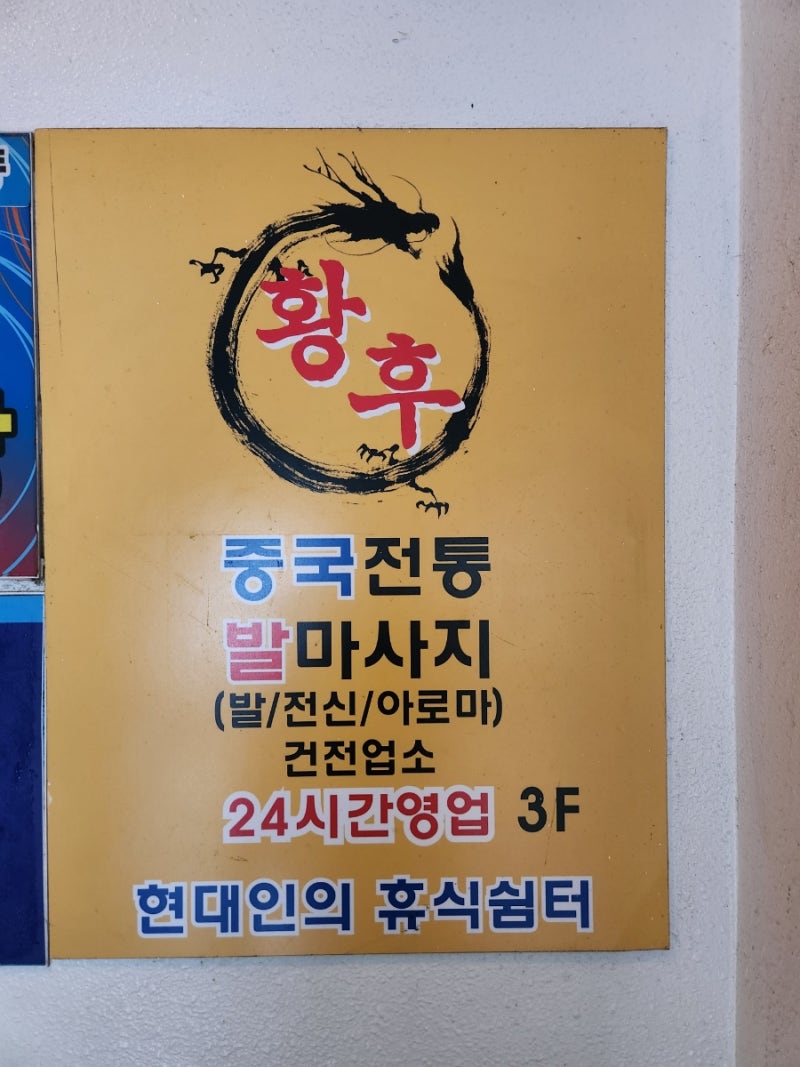 황후
중국전통
발마사지
(발/전신/아로마)
건전업소
24시간영업 3F
현대인의 휴식쉼터